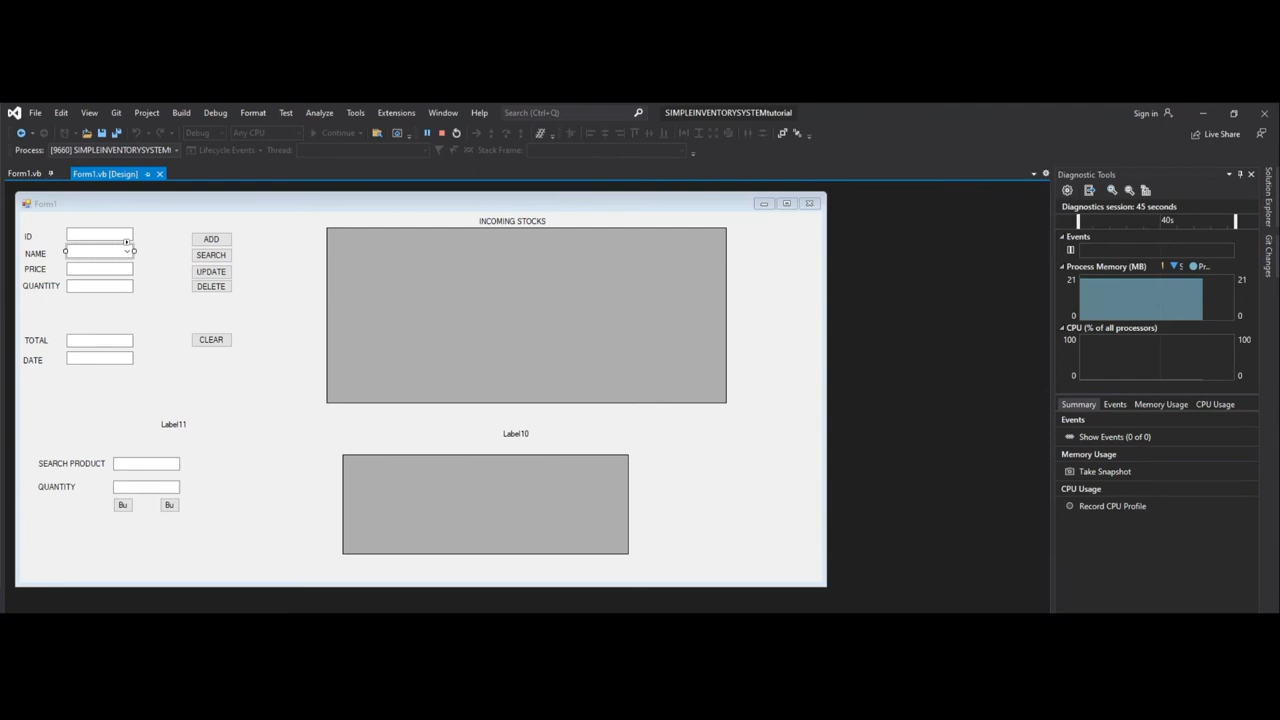 File Edit View Git Project Build Debug Format Test Analyze Tools Extensions Window Help Search (Ctrl+Q) SIMPLEINVENTORYSYSTEMtutorial Sign in
Debug Any CPU Continue Live Share
Process: [9660] SIMPLEINVENTORYSYSTEM Lifecycle Events Thread: Stack Frame:
Form1.vb Form1.vb [Design]
Form1
INCOMING STOCKS
ID
NAME
PRICE
QUANTITY
ADD
SEARCH
UPDATE
DELETE
TOTAL
DATE
CLEAR
Label11
Label10
SEARCH PRODUCT
QUANTITY
Bu Bu
Diagnostic Tools
Diagnostics session: 45 seconds
40s
Events
Process Memory (MB) S Pr...
21 21
0 0
CPU (% of all processors)
100 100
0 0
Summary Events Memory Usage CPU Usage
Events
Show Events (0 of 0)
Memory Usage
Take Snapshot
CPU Usage
Record CPU Profile
Solution Explorer
Git Changes